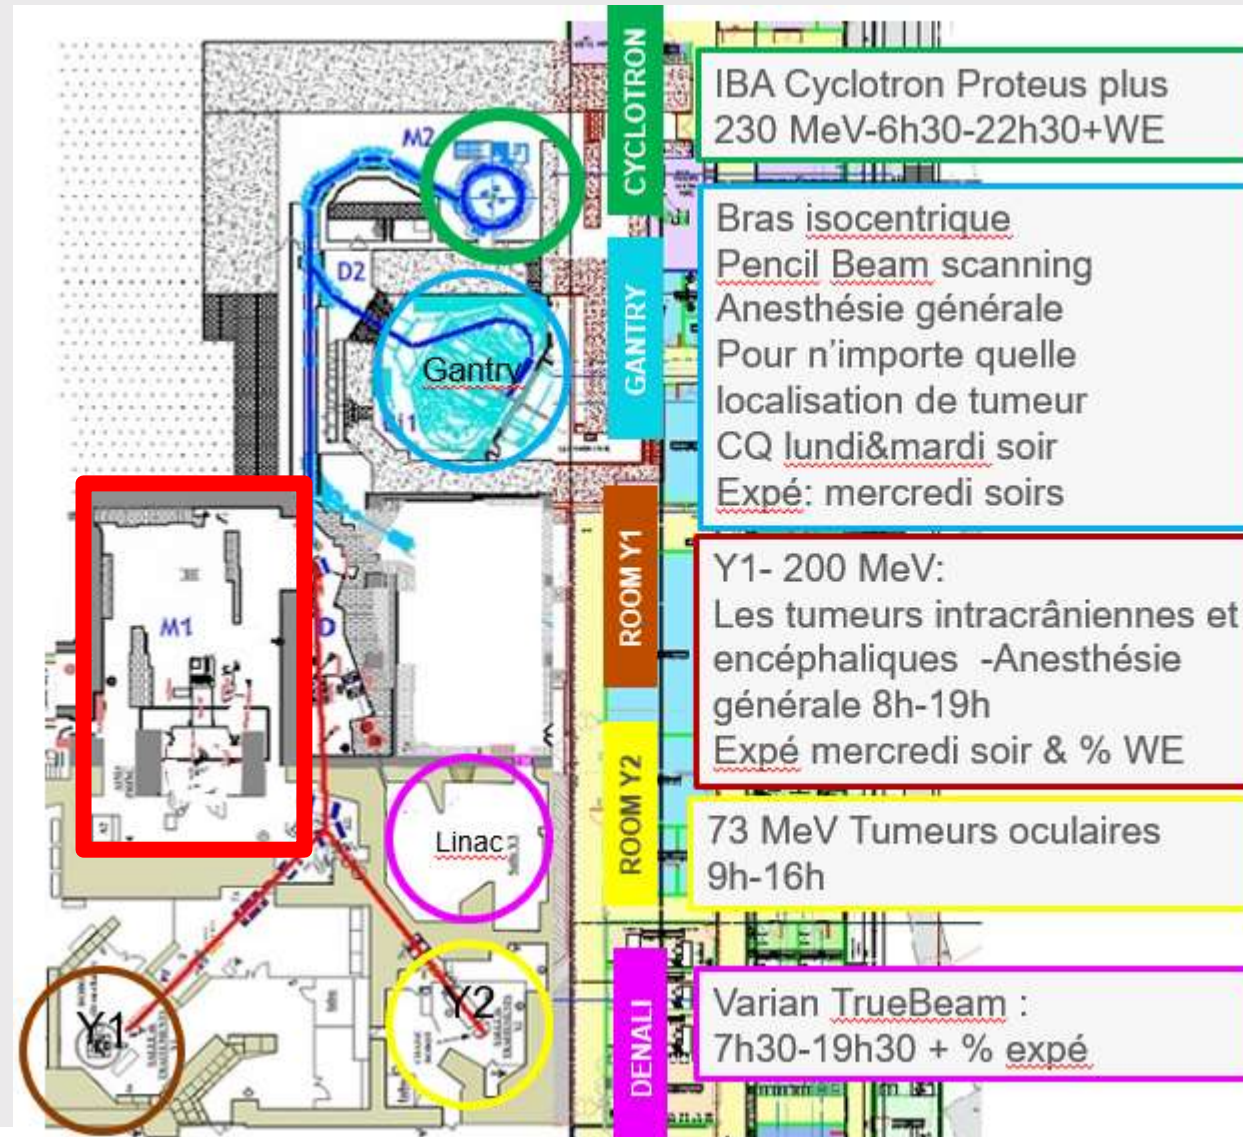 CYCLOTRON
IBA Cyclotron Proteus plus
230 MeV-6h30-22h30+WE
M2
D2
GANTRY
Gantry
Bras isocentrique
Pencil Beam scanning
Anesthésie générale
Pour n’importe quelle
localisation de tumeur
CQ lundi&mardi soir
Expé: mercredi soirs
M1
D
ROOM Y1
Y1- 200 MeV:
Les tumeurs intracrâniennes et
encéphaliques -Anesthésie
générale 8h-19h
Expé mercredi soir & % WE
ROOM Y2
Linac
73 MeV Tumeurs oculaires
9h-16h
Y1
Y2
DENALI
Varian TrueBeam :
7h30-19h30 + % expé